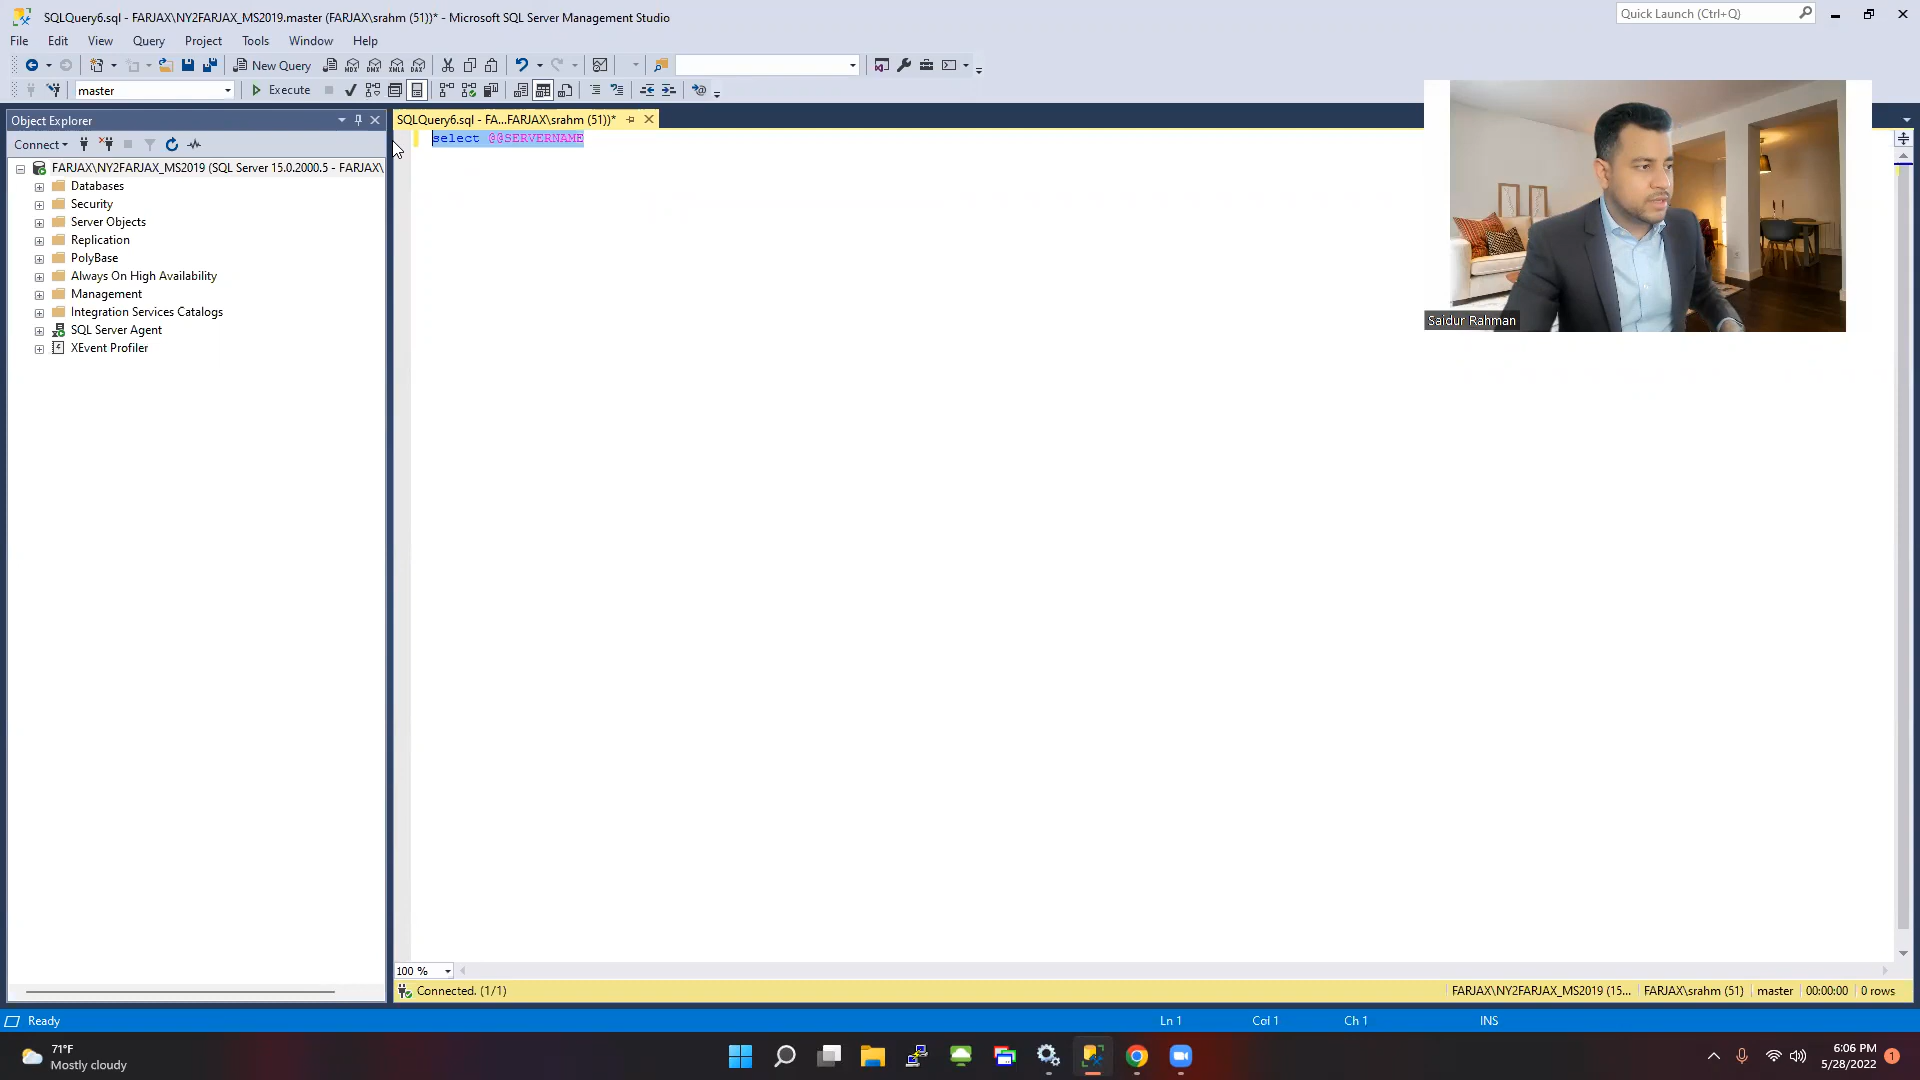 SQLQuery6.sql - FARJAX\NY2FARJAX_MS2019.master (FARJAX\srahm (51))* - Microsoft SQL Server Management Studio
Quick Launch (Ctrl+Q)
File Edit View Query Project Tools Window Help
New Query
MDX DMX XMLA DAX
master
Execute
Object Explorer
SQLQuery6.sql - FA...FARJAX\srahm (51))*
Connect
select @@SERVERNAME
FARJAX\NY2FARJAX_MS2019 (SQL Server 15.0.2000.5 - FARJAX\
Databases
Security
Server Objects
Replication
PolyBase
Always On High Availability
Management
Integration Services Catalogs
SQL Server Agent
XEvent Profiler
Saidur Rahman
100 %
Connected. (1/1)
FARJAX\NY2FARJAX_MS2019 (15... FARJAX\srahm (51) master 00:00:00 0 rows
Ready
Ln 1 Col 1 Ch 1 INS
71°F
Mostly cloudy
6:06 PM
5/28/2022
1